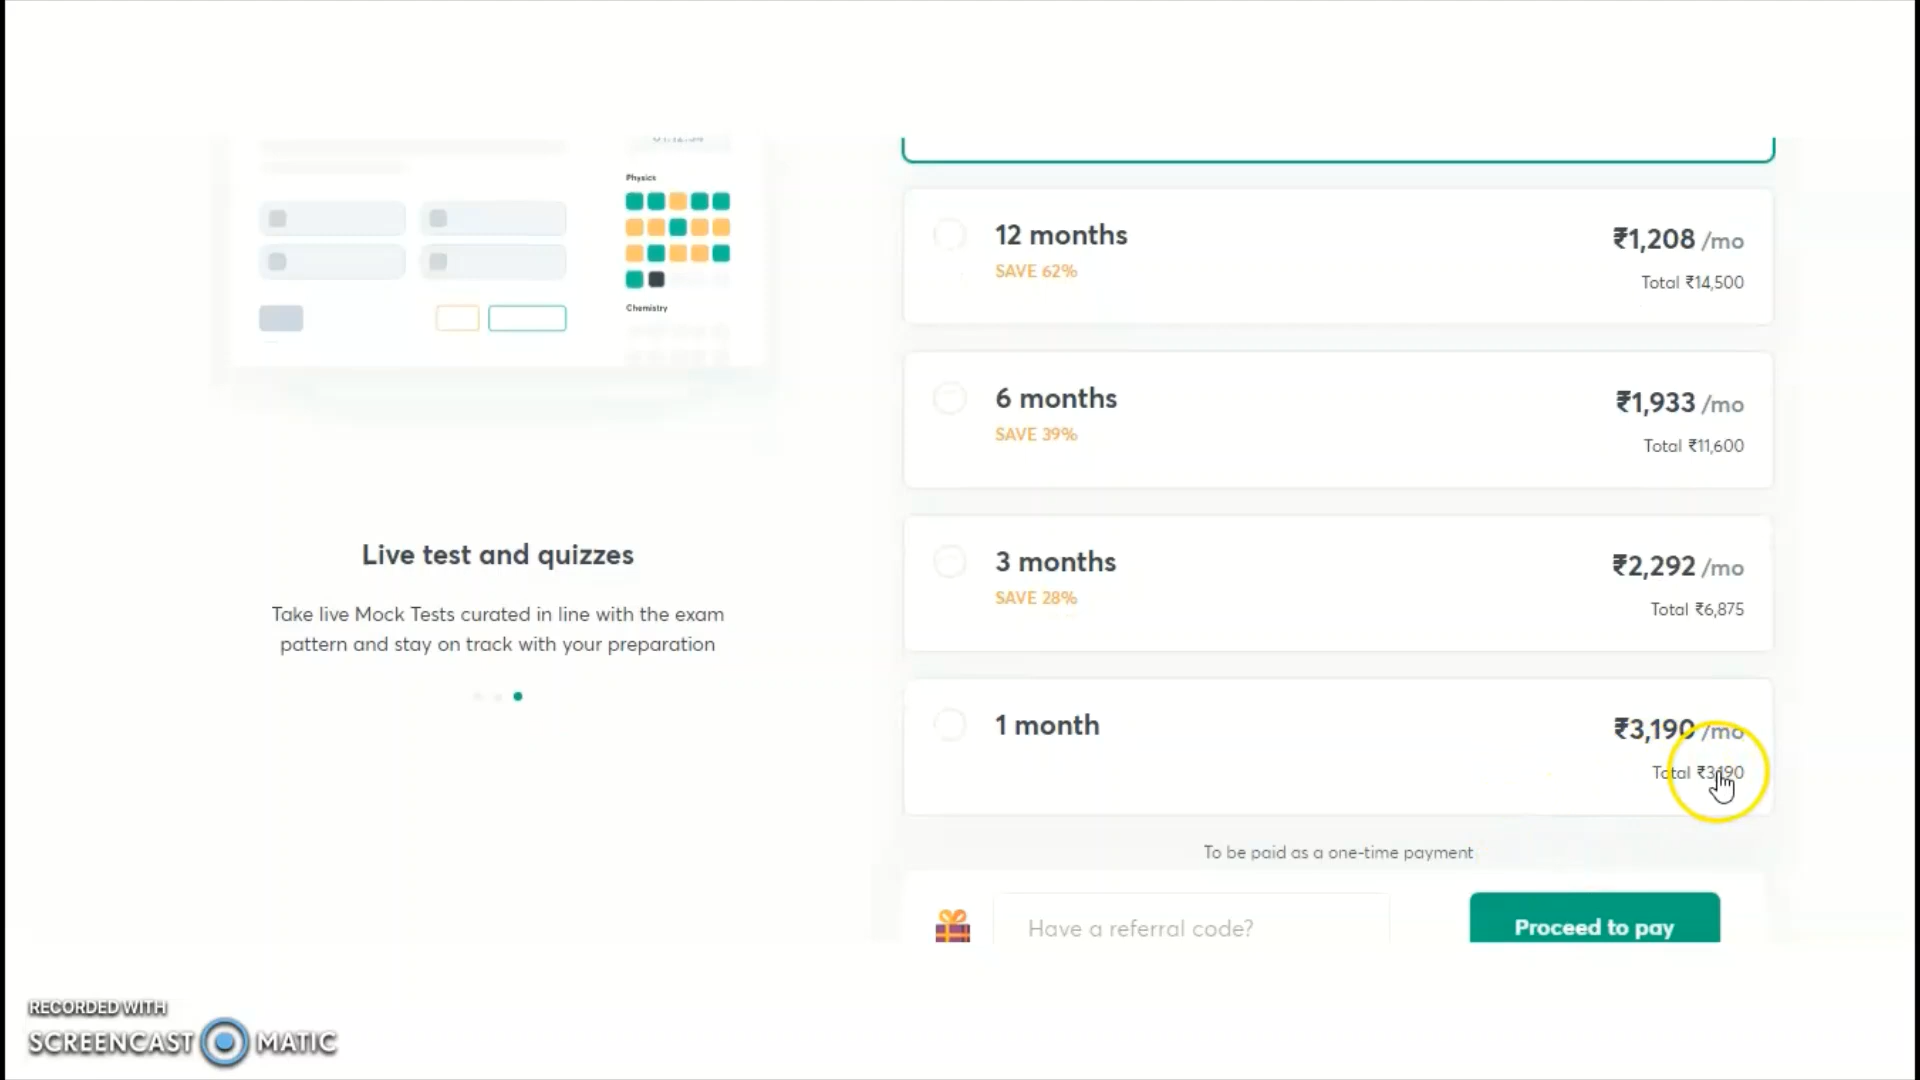 Physics
Chemistry
Live test and quizzes
Take live Mock Tests curated in line with the exam
pattern and stay on track with your preparation
12 months
₹1,208 /mo
SAVE 62%
Total ₹14,500
6 months
₹1,933 /mo
SAVE 39%
Total ₹11,600
3 months
₹2,292 /mo
SAVE 28%
Total ₹6,875
1 month
₹3,190 /mo
Total ₹3190
To be paid as a one-time payment
Have a referral code?
Proceed to pay
RECORDED WITH
SCREENCAST MATIC